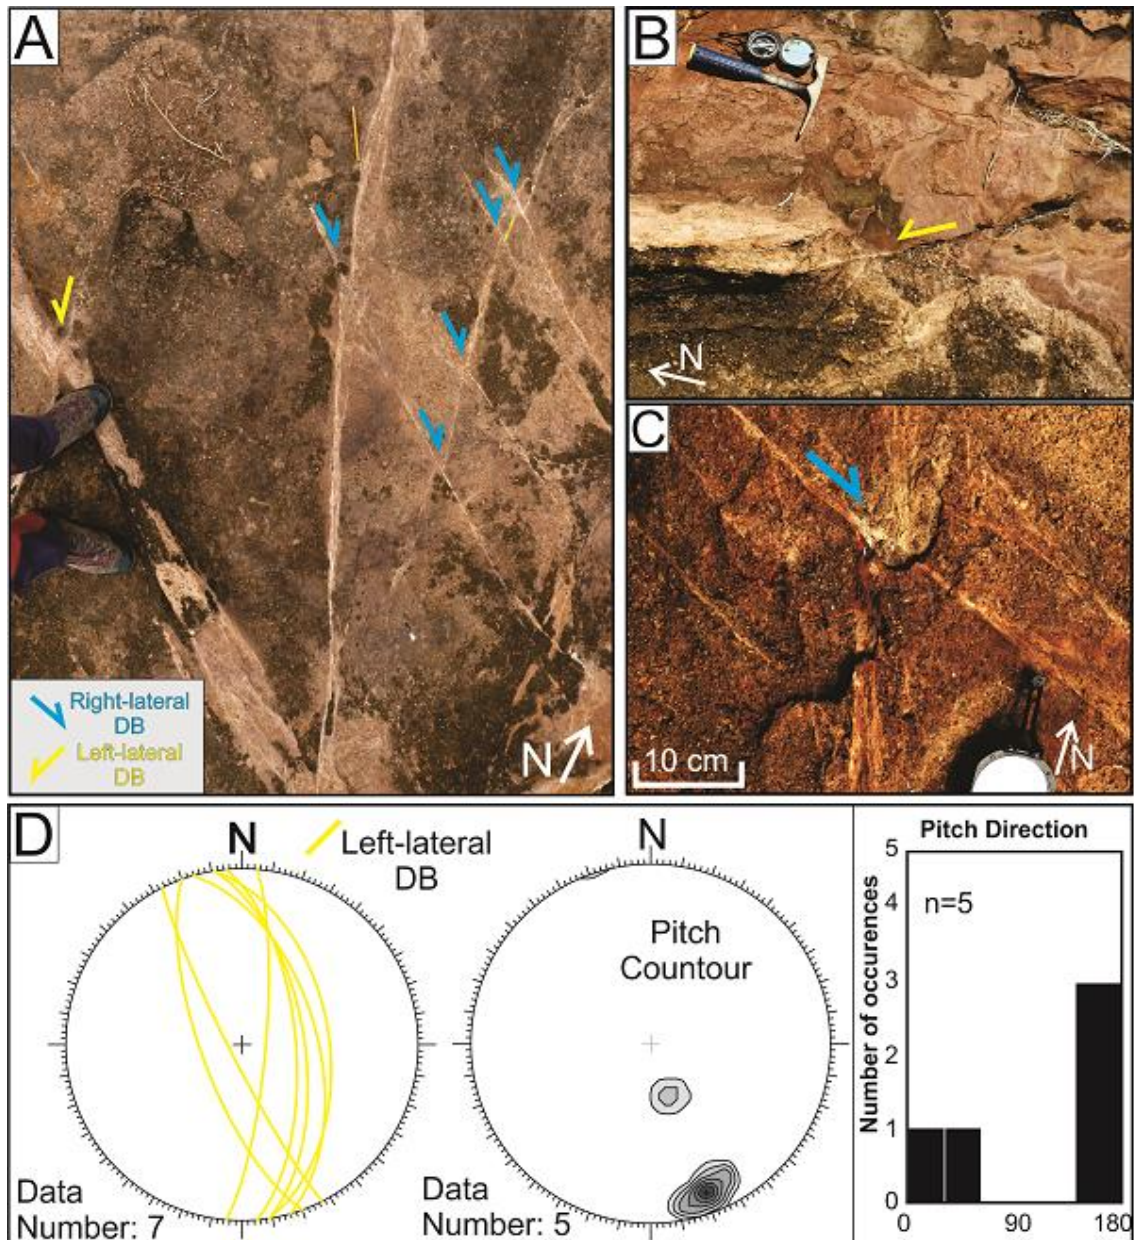 A
Right-lateral
DB
Left-lateral
DB
N
B
N
C
10 cm
N
D
N
Left-lateral
DB
Data
Number: 7
N
Pitch
Countour
Data
Number: 5
Pitch Direction
Number of occurences
5
4
3
2
1
0
n=5
0
90
180